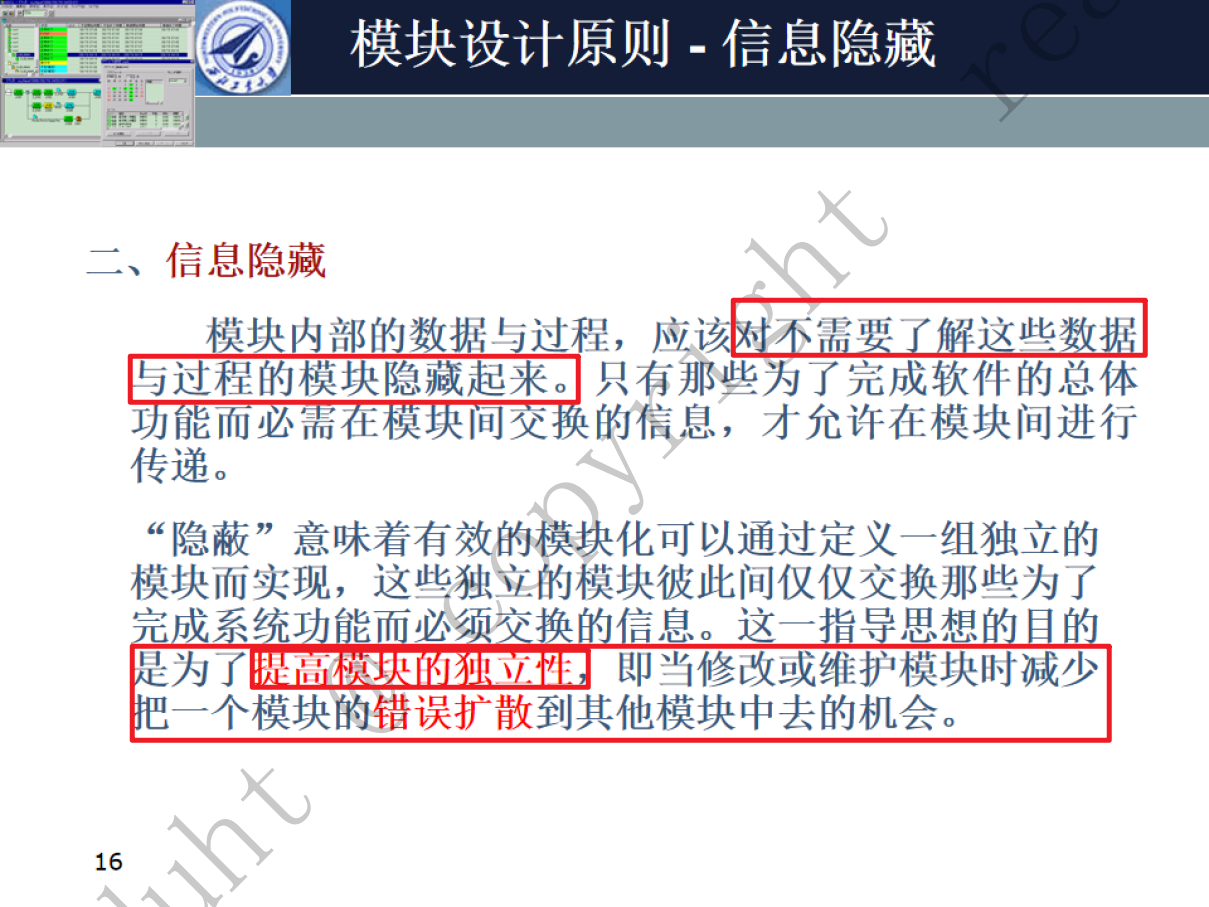 模块设计原则 - 信息隐藏
二、信息隐藏
模块内部的数据与过程，应该对不需要了解这些数据
与过程的模块隐藏起来。只有那些为了完成软件的总体
功能而必需在模块间交换的信息，才允许在模块间进行
传递。
“隐蔽”意味着有效的模块化可以通过定义一组独立的
模块而实现，这些独立的模块彼此间仅仅交换那些为了
完成系统功能而必须交换的信息。这一指导思想的目的
是为了提高模块的独立性，即当修改或维护模块时减少
把一个模块的错误扩散到其他模块中去的机会。
@ copyright
16